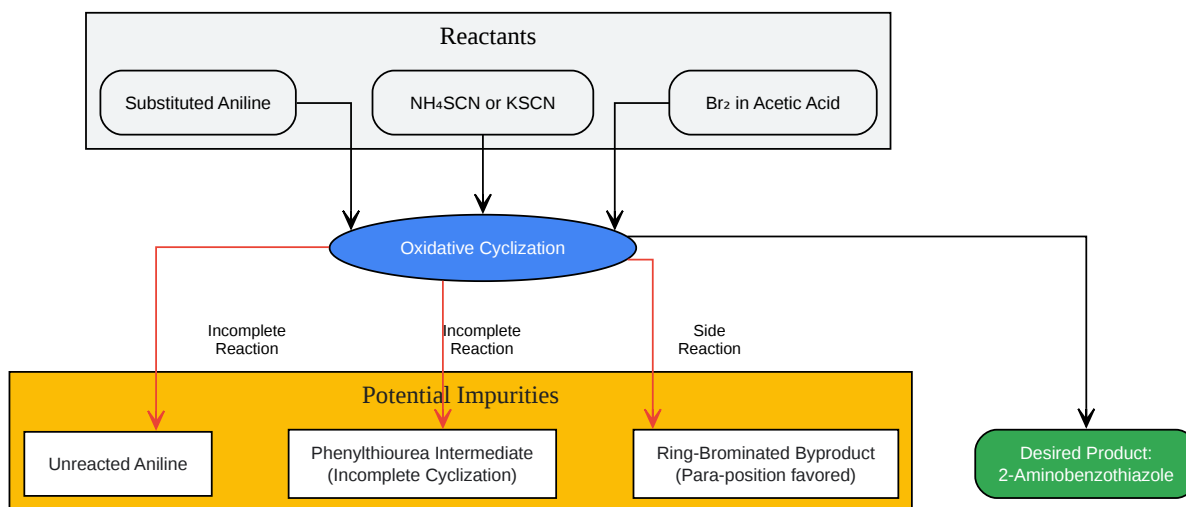 Reactants
Substituted Aniline
NH₄SCN or KSCN
Br₂ in Acetic Acid
Oxidative Cyclization
Incomplete
Reaction
Incomplete
Reaction
Side
Reaction
Potential Impurities
Unreacted Aniline
Phenylthiourea Intermediate
(Incomplete Cyclization)
Ring-Brominated Byproduct
(Para-position favored)
Desired Product:
2-Aminobenzothiazole